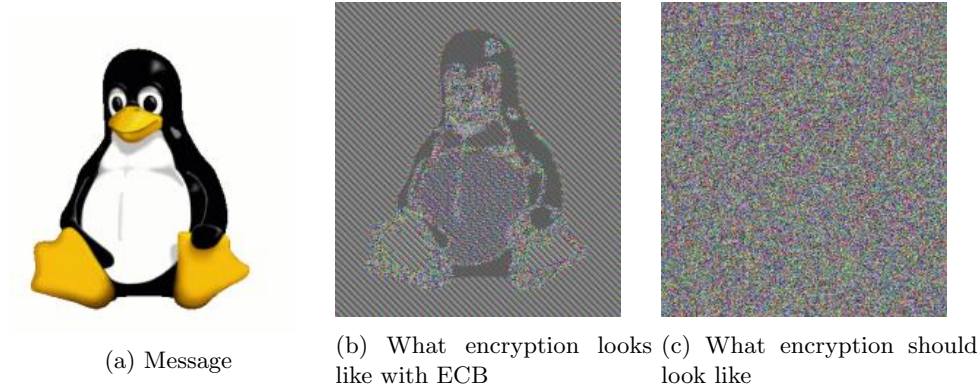 (a) Message
(b) What encryption looks
like with ECB
(c) What encryption should
look like